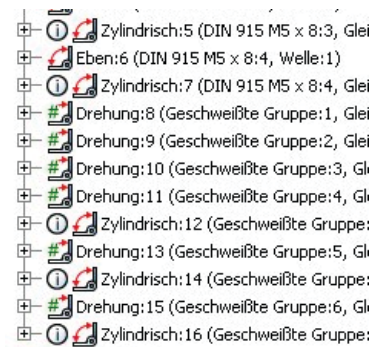 Zylindrisch:5 (DIN 915 M5 x 8:3, Glei
Eben:6 (DIN 915 M5 x 8:4, Welle:1)
Zylindrisch:7 (DIN 915 M5 x 8:4, Glei
Drehung:8 (Geschweißte Gruppe:1, Glei
Drehung:9 (Geschweißte Gruppe:2, Glei
Drehung:10 (Geschweißte Gruppe:3, Gl
Drehung:11 (Geschweißte Gruppe:4, Gl
Zylindrisch:12 (Geschweißte Gruppe:
Drehung:13 (Geschweißte Gruppe:5, Gl
Zylindrisch:14 (Geschweißte Gruppe:
Drehung:15 (Geschweißte Gruppe:6, Gl
Zylindrisch:16 (Geschweißte Gruppe: